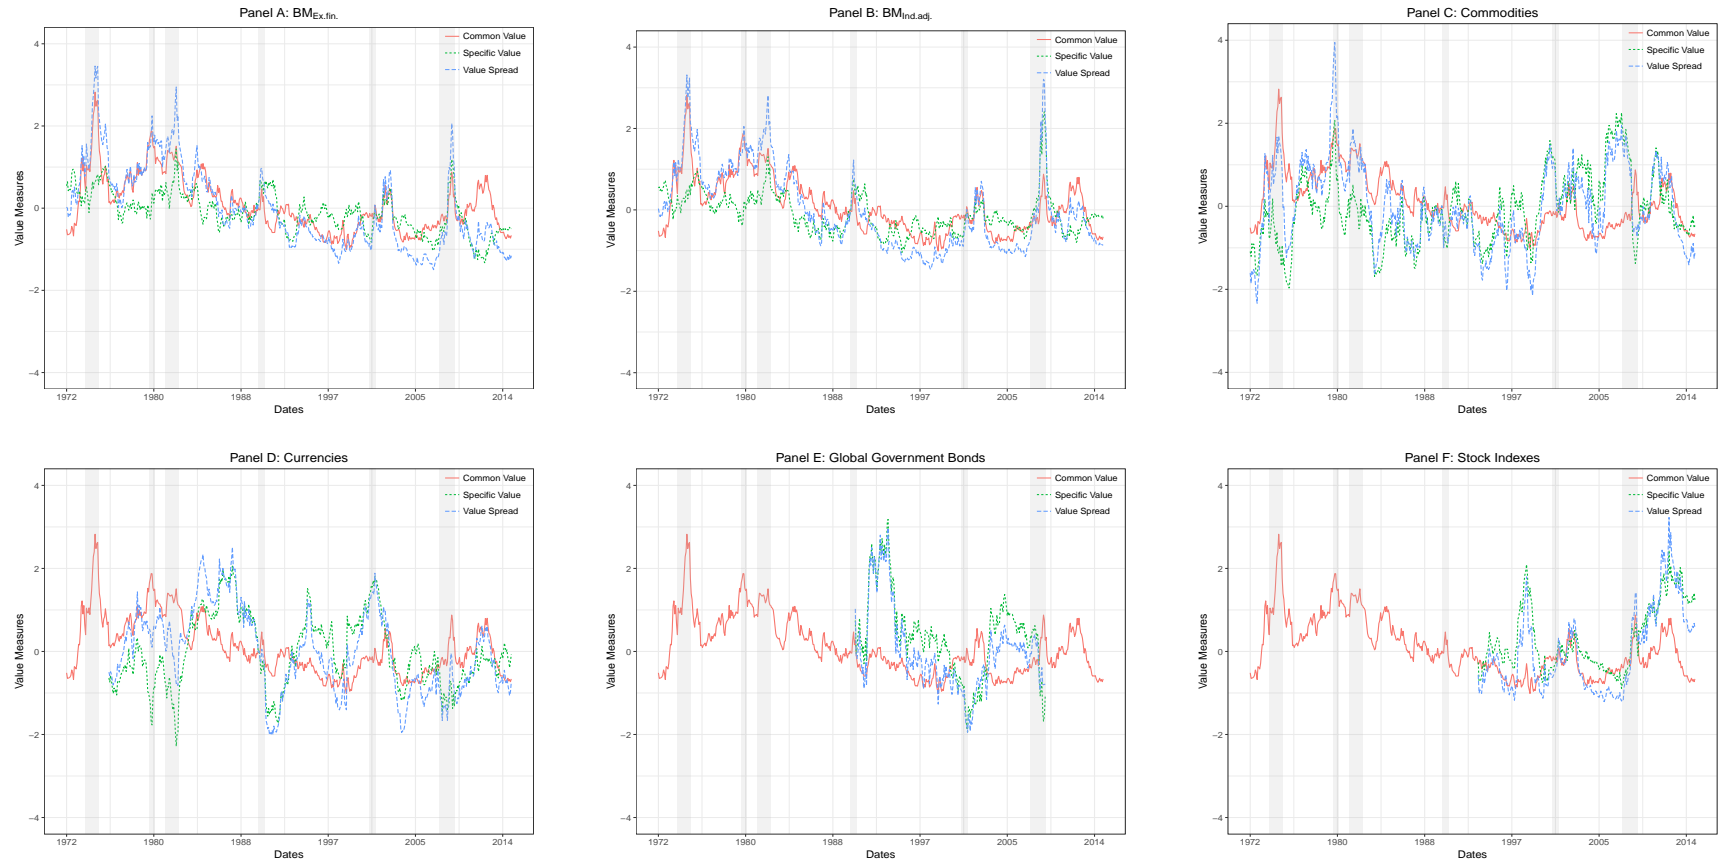 Panel A: BM Ex.fin.
Value Measures
4
2
0
−2
−4
Common Value
Specific Value
Value Spread
1972 1980 1988 1997 2005 2014
Dates
Panel B: BM Ind.adj.
Value Measures
4
2
0
−2
−4
Common Value
Specific Value
Value Spread
1972 1980 1988 1997 2005 2014
Dates
Panel C: Commodities
Value Measures
4
2
0
−2
−4
Common Value
Specific Value
Value Spread
1972 1980 1988 1997 2005 2014
Dates
Panel D: Currencies
Value Measures
4
2
0
−2
−4
Common Value
Specific Value
Value Spread
1972 1980 1988 1997 2005 2014
Dates
Panel E: Global Government Bonds
Value Measures
4
2
0
−2
−4
Common Value
Specific Value
Value Spread
1972 1980 1988 1997 2005 2014
Dates
Panel F: Stock Indexes
Value Measures
4
2
0
−2
−4
Common Value
Specific Value
Value Spread
1972 1980 1988 1997 2005 2014
Dates